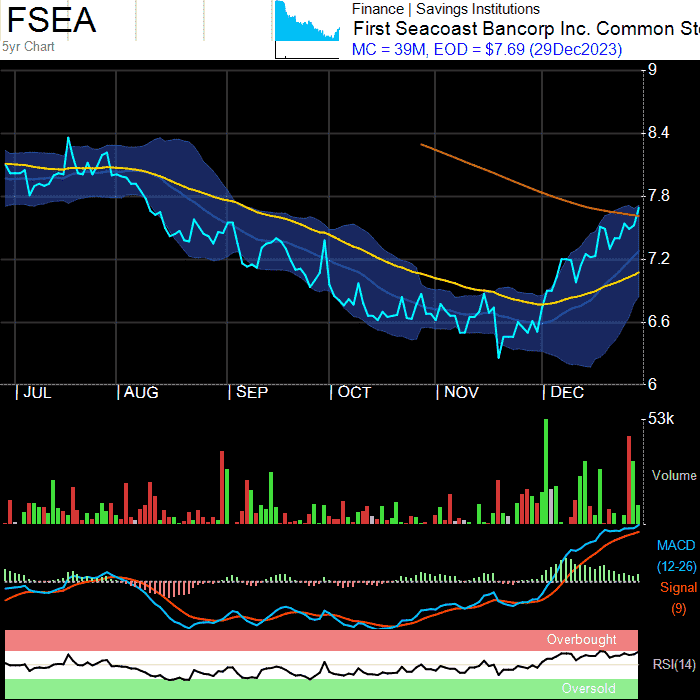 FSEA
5yr Chart
Finance | Savings Institutions
First Seacoast Bancorp Inc. Common Sto
MC = 39M, EOD = $7.69 (29Dec2023)
9
8.4
7.8
7.2
6.6
6
| JUL | AUG | SEP | OCT | NOV | DEC
53k
Volume
MACD
(12-26)
Signal
(9)
Overbought
RSI(14)
Oversold